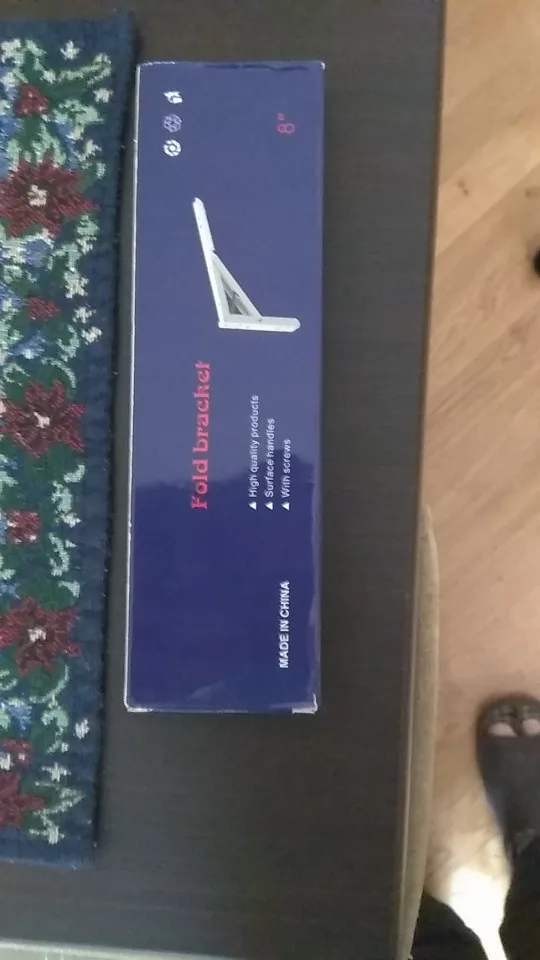 8"
Fold bracket
▲ High quality products
▲ Surface handles
▲ With screws
MADE IN CHINA